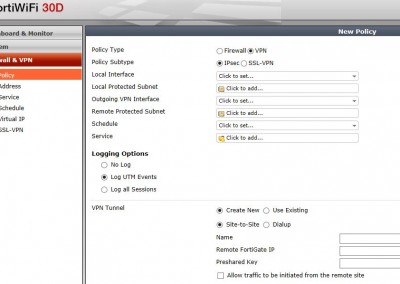 ortiWiFi 30D
board & Monitor
em
wall & VPN
Policy
Address
Service
Schedule
Virtual IP
SSL-VPN
New Policy
Policy Type Firewall VPN
Policy Subtype IPsec SSL-VPN
Local Interface Click to set...
Local Protected Subnet Click to add...
Outgoing VPN Interface Click to set...
Remote Protected Subnet Click to add...
Schedule Click to set...
Service Click to add...
Logging Options
No Log
Log UTM Events
Log all Sessions
VPN Tunnel Create New Use Existing
Site-to-Site Dialup
Name
Remote FortiGate IP
Preshared Key
Allow traffic to be initiated from the remote site